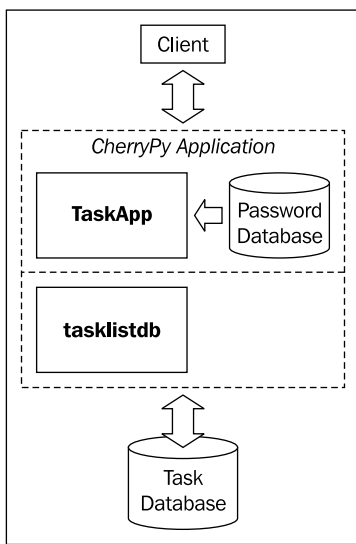 Client
CherryPy Application
TaskApp
Password
Database
tasklistdb
Task
Database